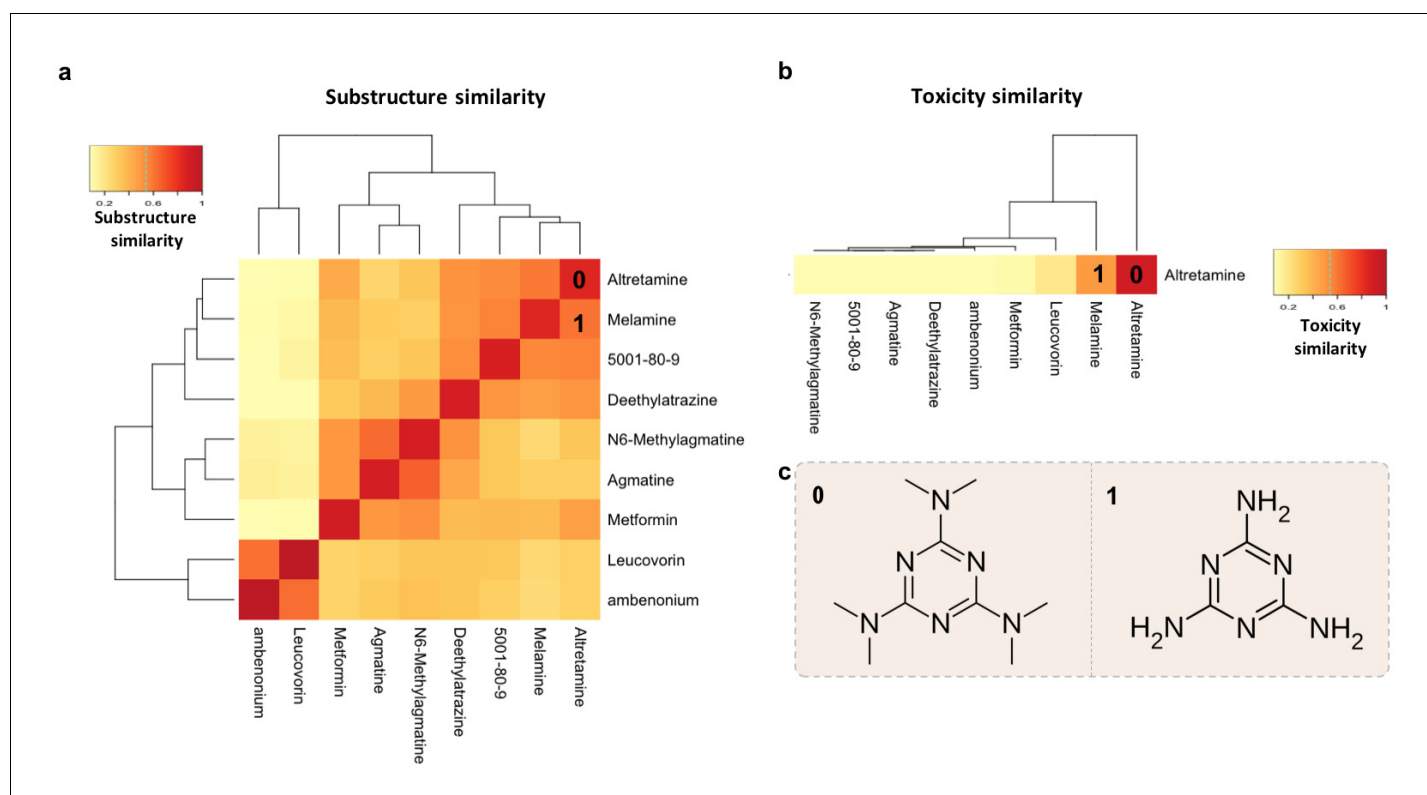 a
Substructure similarity
0.2 0.6 1
Substructure
similarity
0
1
Altretamine
Melamine
5001-80-9
Deethylatrazine
N6-Methylagmatine
Agmatine
Metformin
Leucovorin
ambenonium
ambenonium
Leucovorin
Metformin
Agmatine
N6-Methylagmatine
Deethylatrazine
5001-80-9
Melamine
Altretamine
b
Toxicity similarity
1 0
Altretamine
N6-Methylagmatine
5001-80-9
Agmatine
Deethylatrazine
ambenonium
Metformin
Leucovorin
Melamine
Altretamine
0.2 0.6 1
Toxicity
similarity
c
0
N
N N
N N N
1
NH2
N N
H2N N NH2